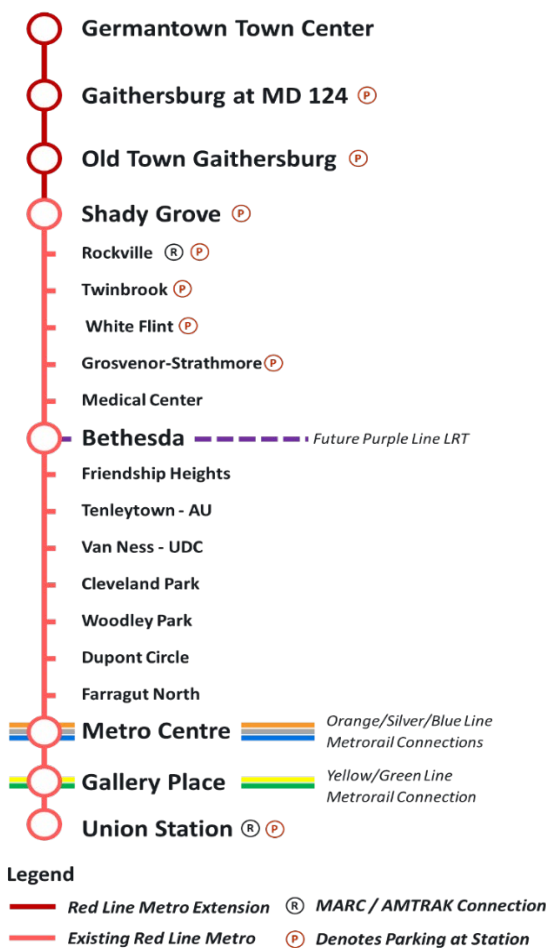 Germantown Town Center
Gaithersburg at MD 124 P
Old Town Gaithersburg P
Shady Grove P
Rockville R P
Twinbrook P
White Flint P
Grosvenor-Strathmore P
Medical Center
Bethesda Future Purple Line LRT
Friendship Heights
Tenleytown - AU
Van Ness - UDC
Cleveland Park
Woodley Park
Dupont Circle
Farragut North
Metro Centre Orange/Silver/Blue Line
Metrorail Connections
Gallery Place Yellow/Green Line
Metrorail Connection
Union Station R P
Legend
Red Line Metro Extension R MARC / AMTRAK Connection
Existing Red Line Metro P Denotes Parking at Station